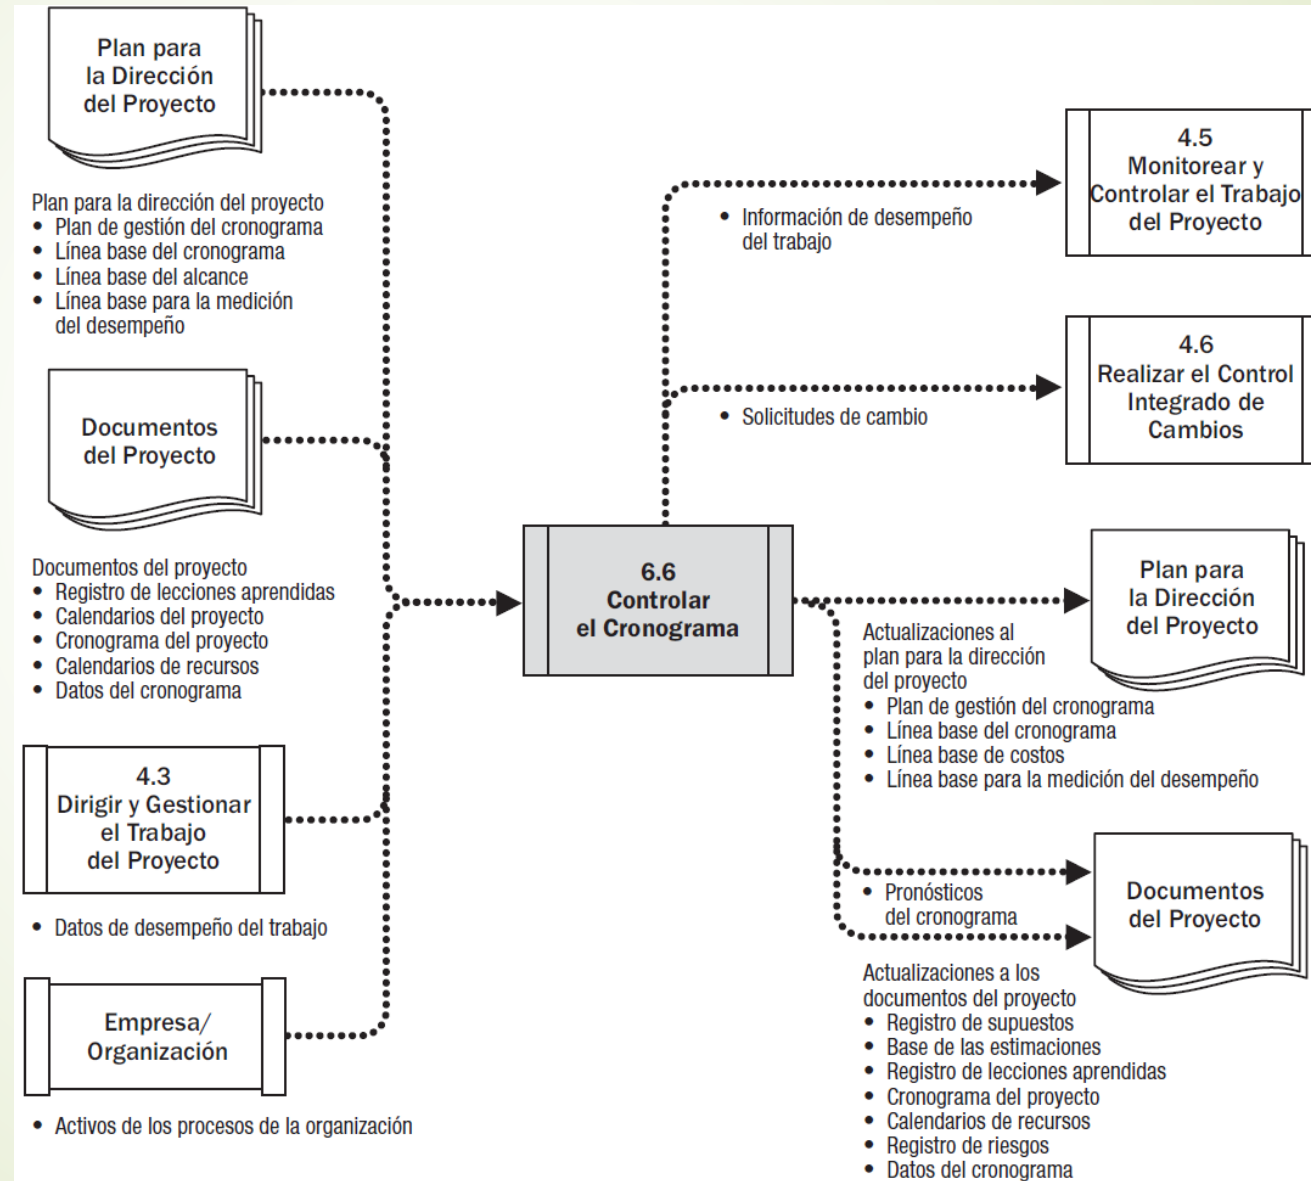 Plan para
la Dirección
del Proyecto
Plan para la dirección del proyecto
• Plan de gestión del cronograma
• Línea base del cronograma
• Línea base del alcance
• Línea base para la medición
del desempeño
Documentos
del Proyecto
Documentos del proyecto
• Registro de lecciones aprendidas
• Calendarios del proyecto
• Cronograma del proyecto
• Calendarios de recursos
• Datos del cronograma
4.3
Dirigir y Gestionar
el Trabajo
del Proyecto
• Datos de desempeño del trabajo
Empresa/
Organización
• Activos de los procesos de la organización
6.6
Controlar
el Cronograma
• Información de desempeño
del trabajo
4.5
Monitorear y
Controlar el Trabajo
del Proyecto
• Solicitudes de cambio
4.6
Realizar el Control
Integrado de
Cambios
Plan para
la Dirección
del Proyecto
Actualizaciones al
plan para la dirección
del proyecto
• Plan de gestión del cronograma
• Línea base del cronograma
• Línea base de costos
• Línea base para la medición del desempeño
• Pronósticos
del cronograma
Documentos
del Proyecto
Actualizaciones a los
documentos del proyecto
• Registro de supuestos
• Base de las estimaciones
• Registro de lecciones aprendidas
• Cronograma del proyecto
• Calendarios de recursos
• Registro de riesgos
• Datos del cronograma